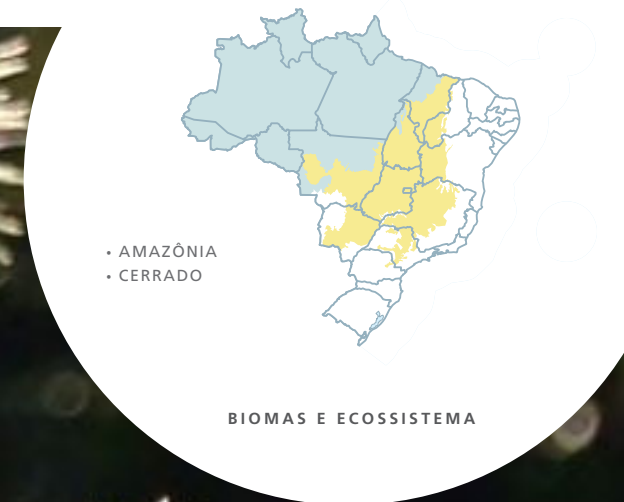 • AMAZÔNIA
• CERRADO
BIOMAS E ECOSSISTEMA